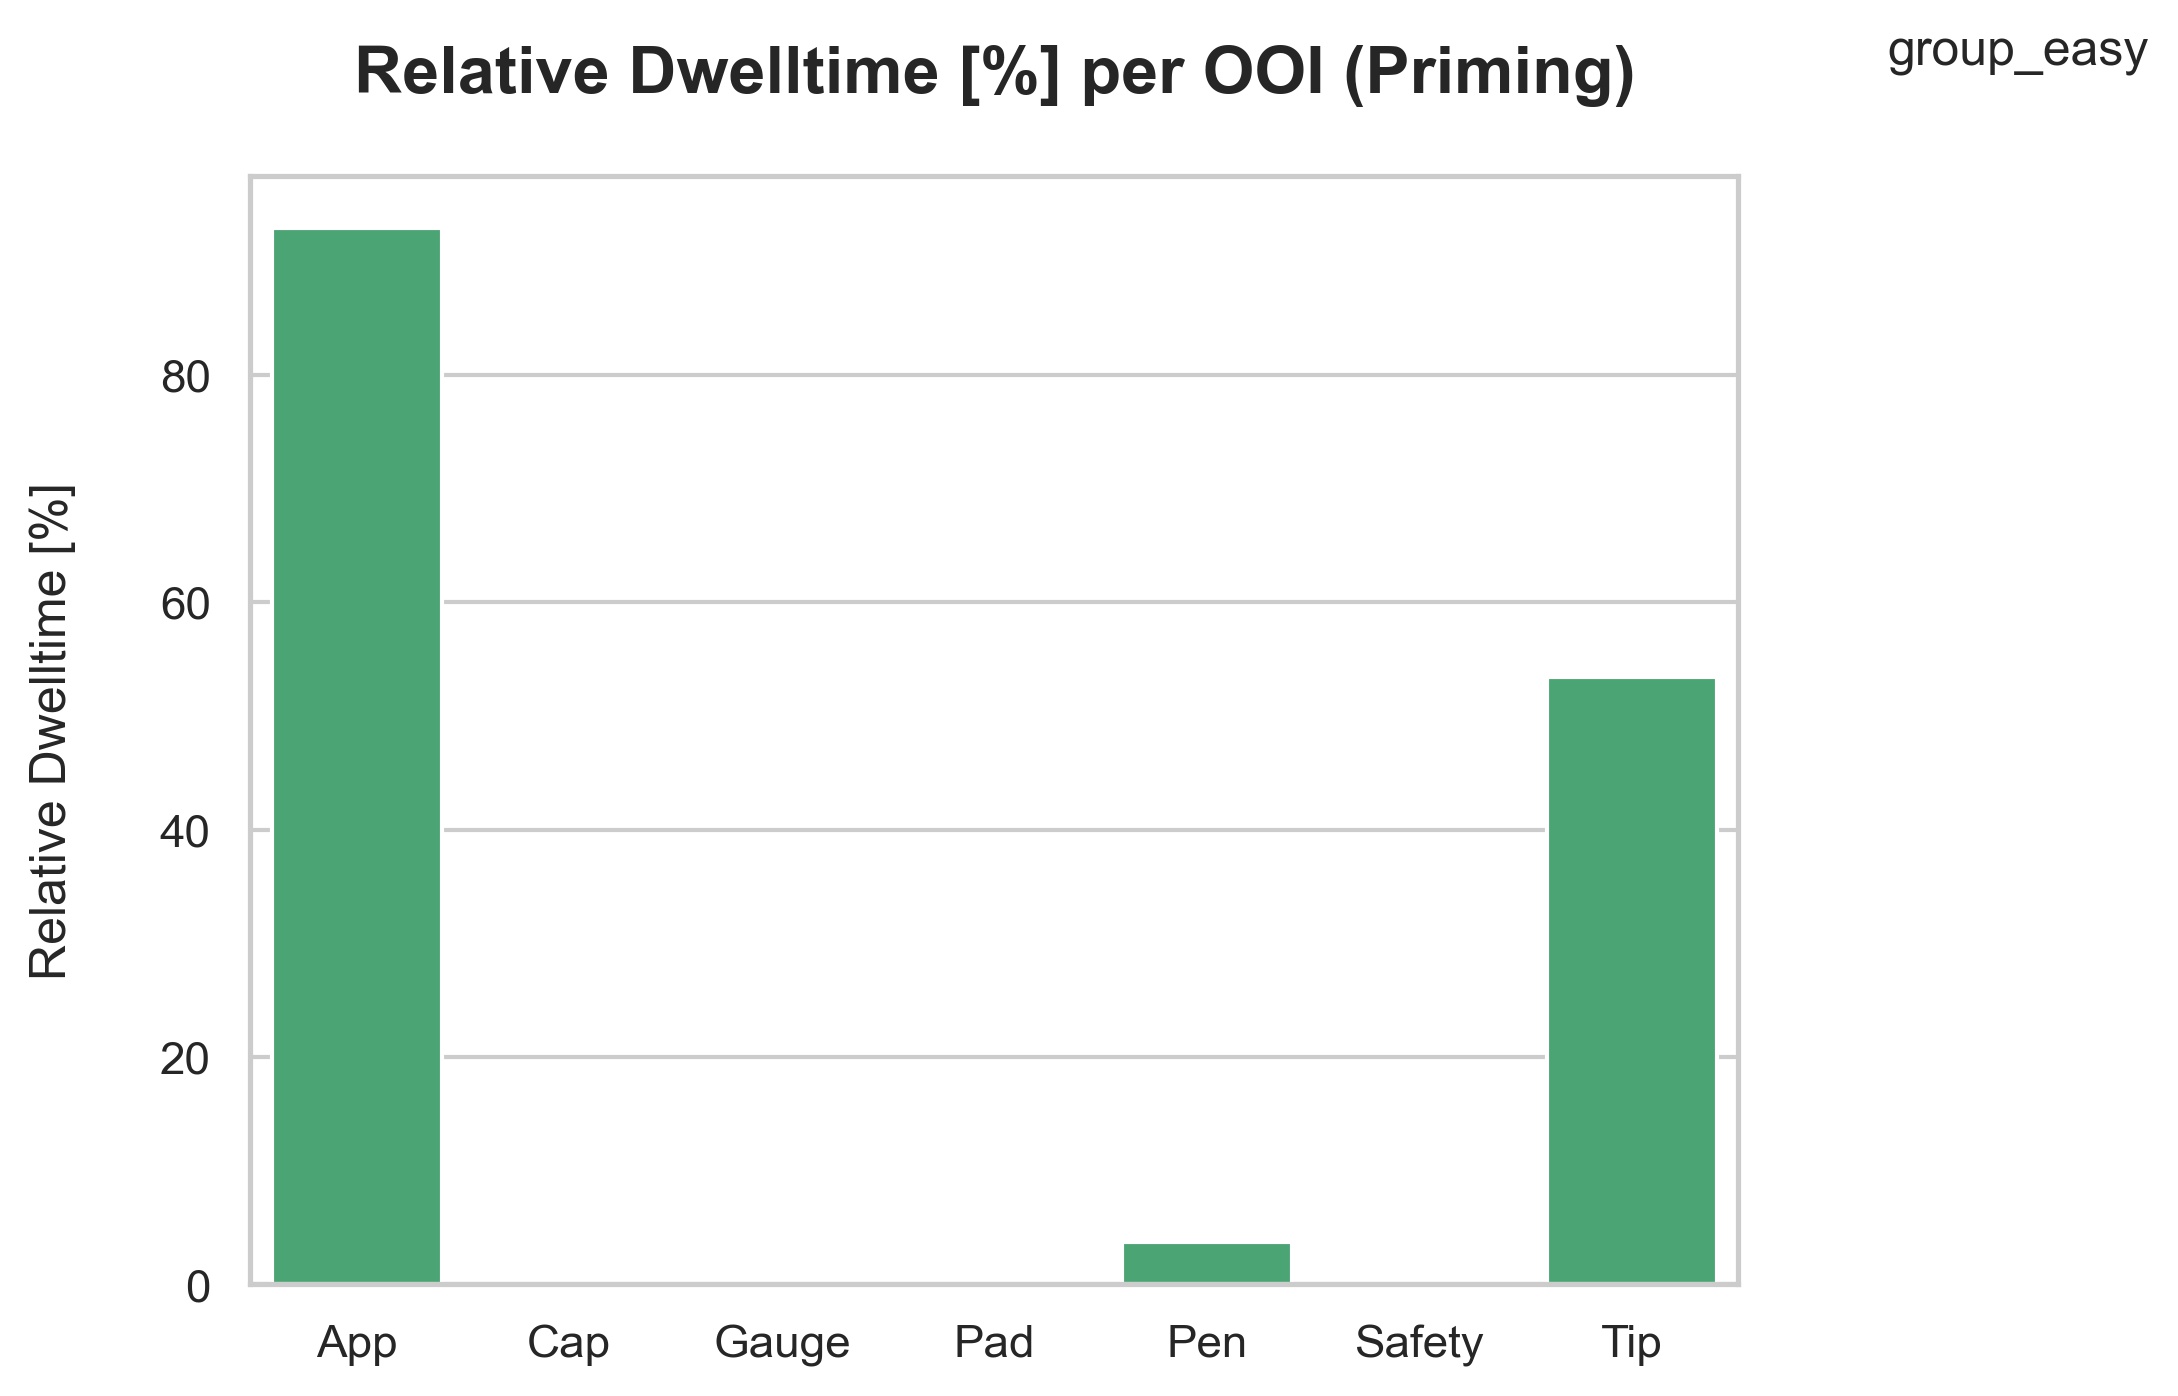 group_easy
Relative Dwelltime [%] per OOI (Priming)
Relative Dwelltime [%]
80
60
40
20
0
App Cap Gauge Pad Pen Safety Tip